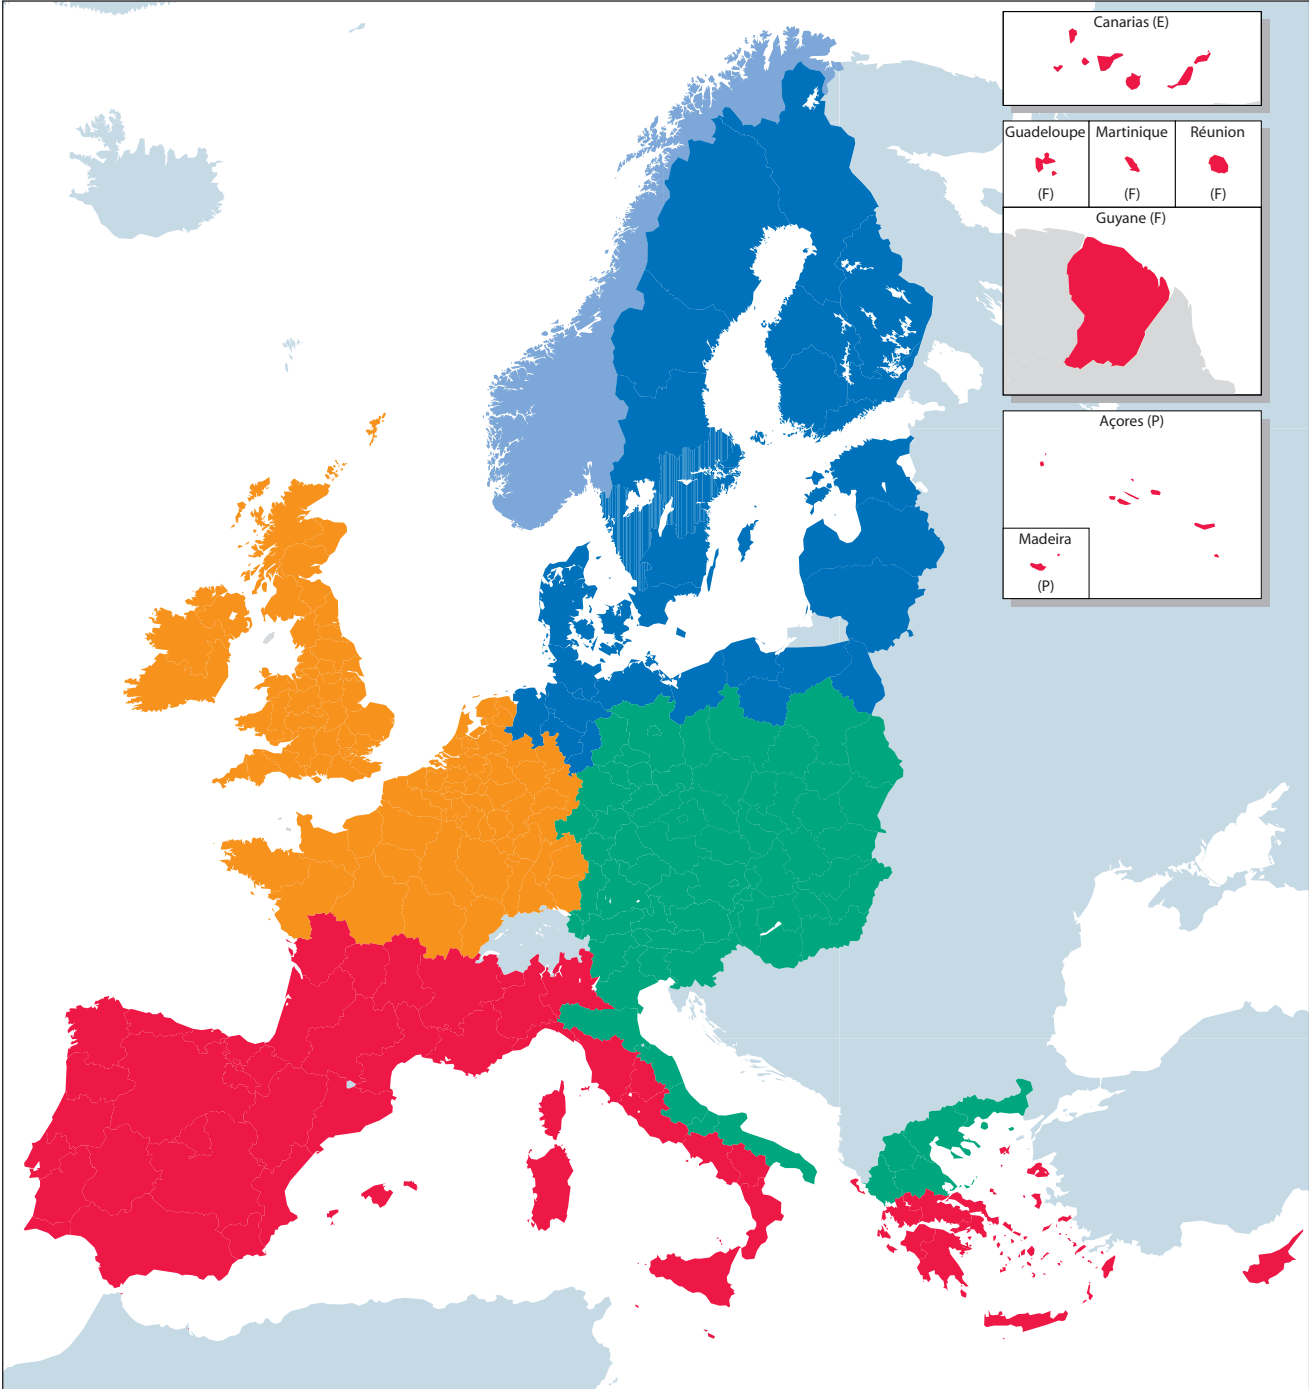 Canarias (E)
Guadeloupe
Martinique
Réunion
(F)
(F)
(F)
Guyane (F)
Açores (P)
Madeira
(P)